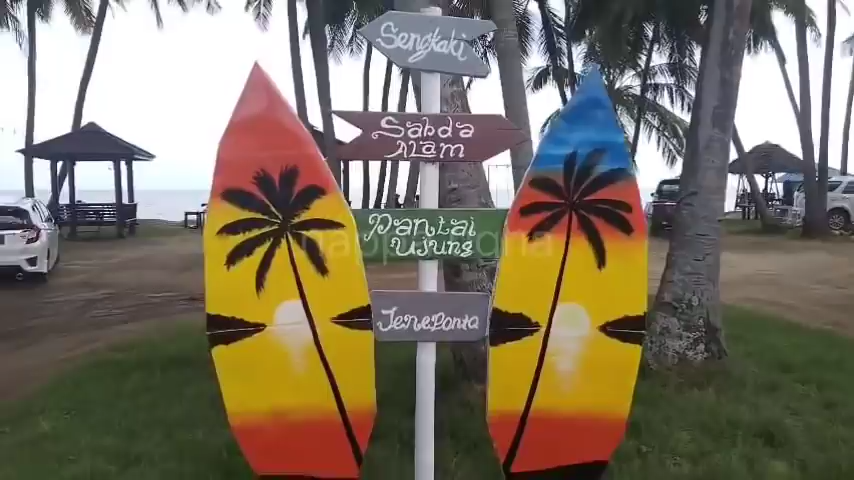 Sengkaki
Sabda
ALam
Pantai
UJUng
JenePonto